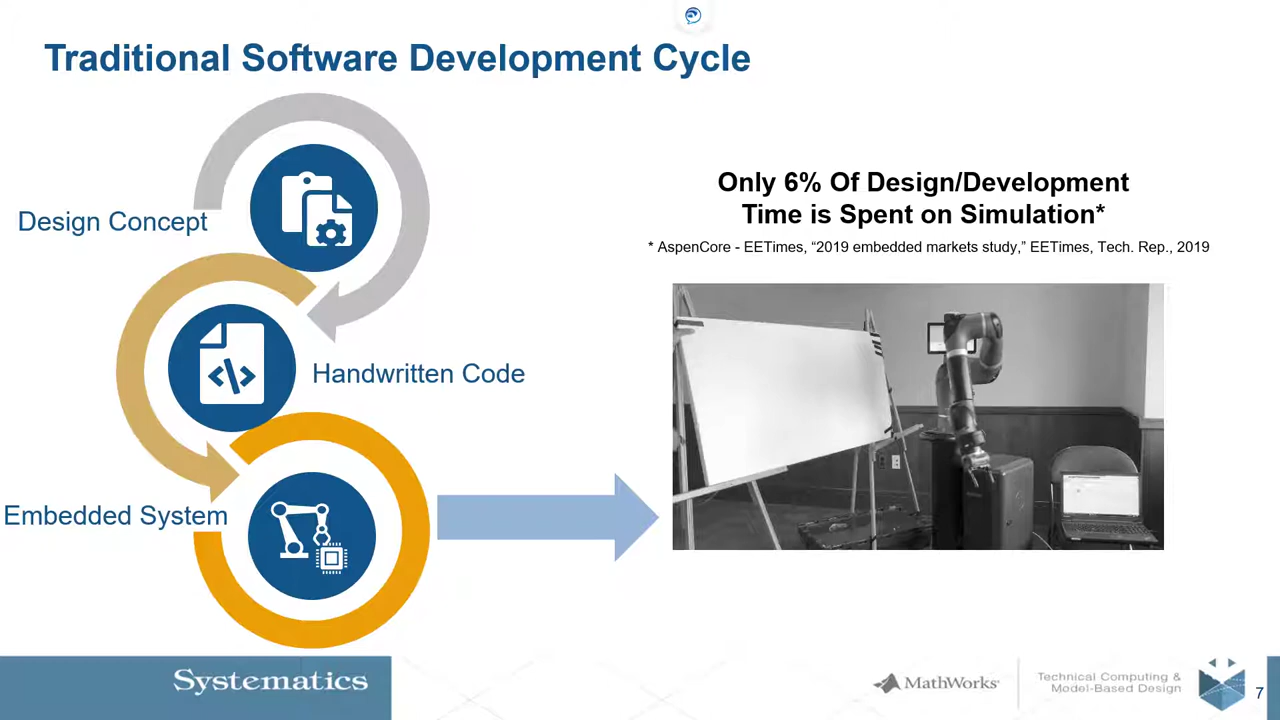 Traditional Software Development Cycle
Design Concept
Handwritten Code
Embedded System
Only 6% Of Design/Development
Time is Spent on Simulation*
* AspenCore - EETimes, “2019 embedded markets study,” EETimes, Tech. Rep., 2019
Systematics
MathWorks
Technical Computing &
Model-Based Design
7